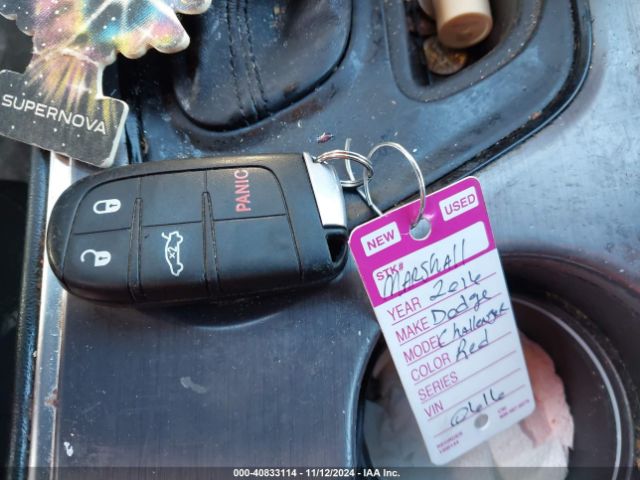 SUPERNOVA
PANIC
2X
NEW USED
STK# MARSHALL
YEAR 2016
MAKE Dodge
MODEL Challenger
COLOR Red
SERIES
VIN 0616
000-40833114 - 11/12/2024 - IAA Inc.